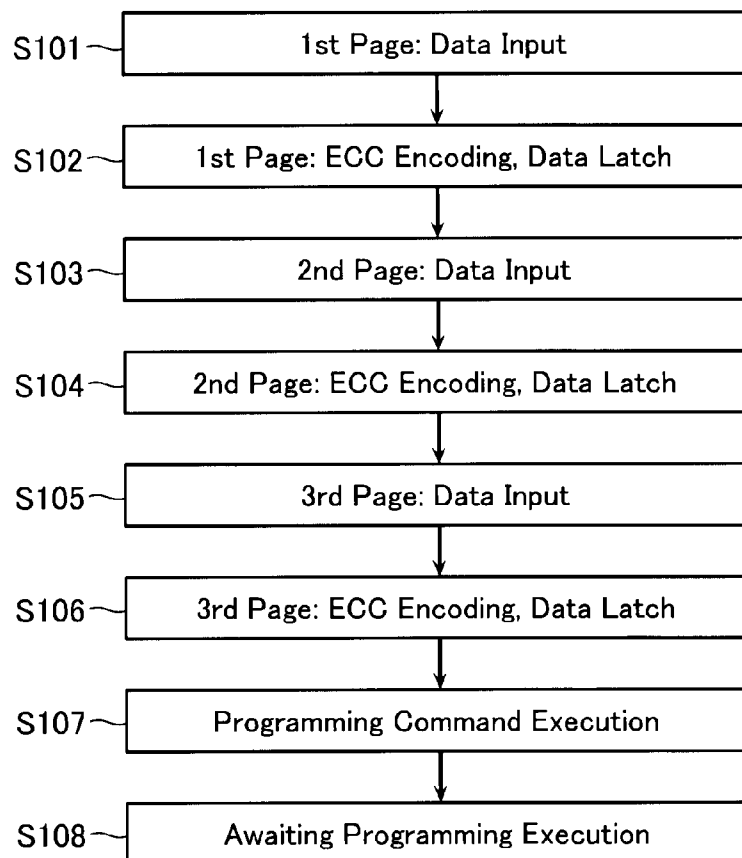 S101 1st Page: Data Input
S102 1st Page: ECC Encoding, Data Latch
S103 2nd Page: Data Input
S104 2nd Page: ECC Encoding, Data Latch
S105 3rd Page: Data Input
S106 3rd Page: ECC Encoding, Data Latch
S107 Programming Command Execution
S108 Awaiting Programming Execution